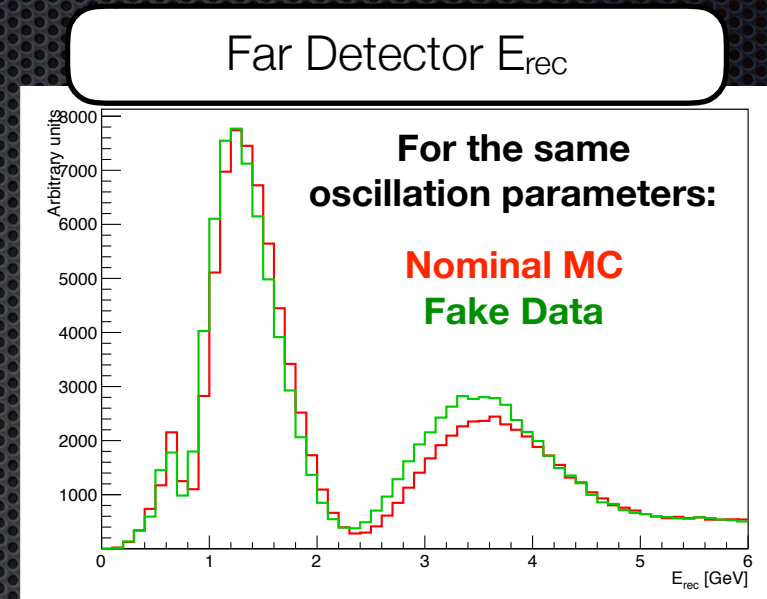 Far Detector Erec
Arbitrary units
8000
7000
6000
5000
4000
3000
2000
1000
For the same
oscillation parameters:
Nominal MC
Fake Data
0 1 2 3 4 5 6
Erec [GeV]